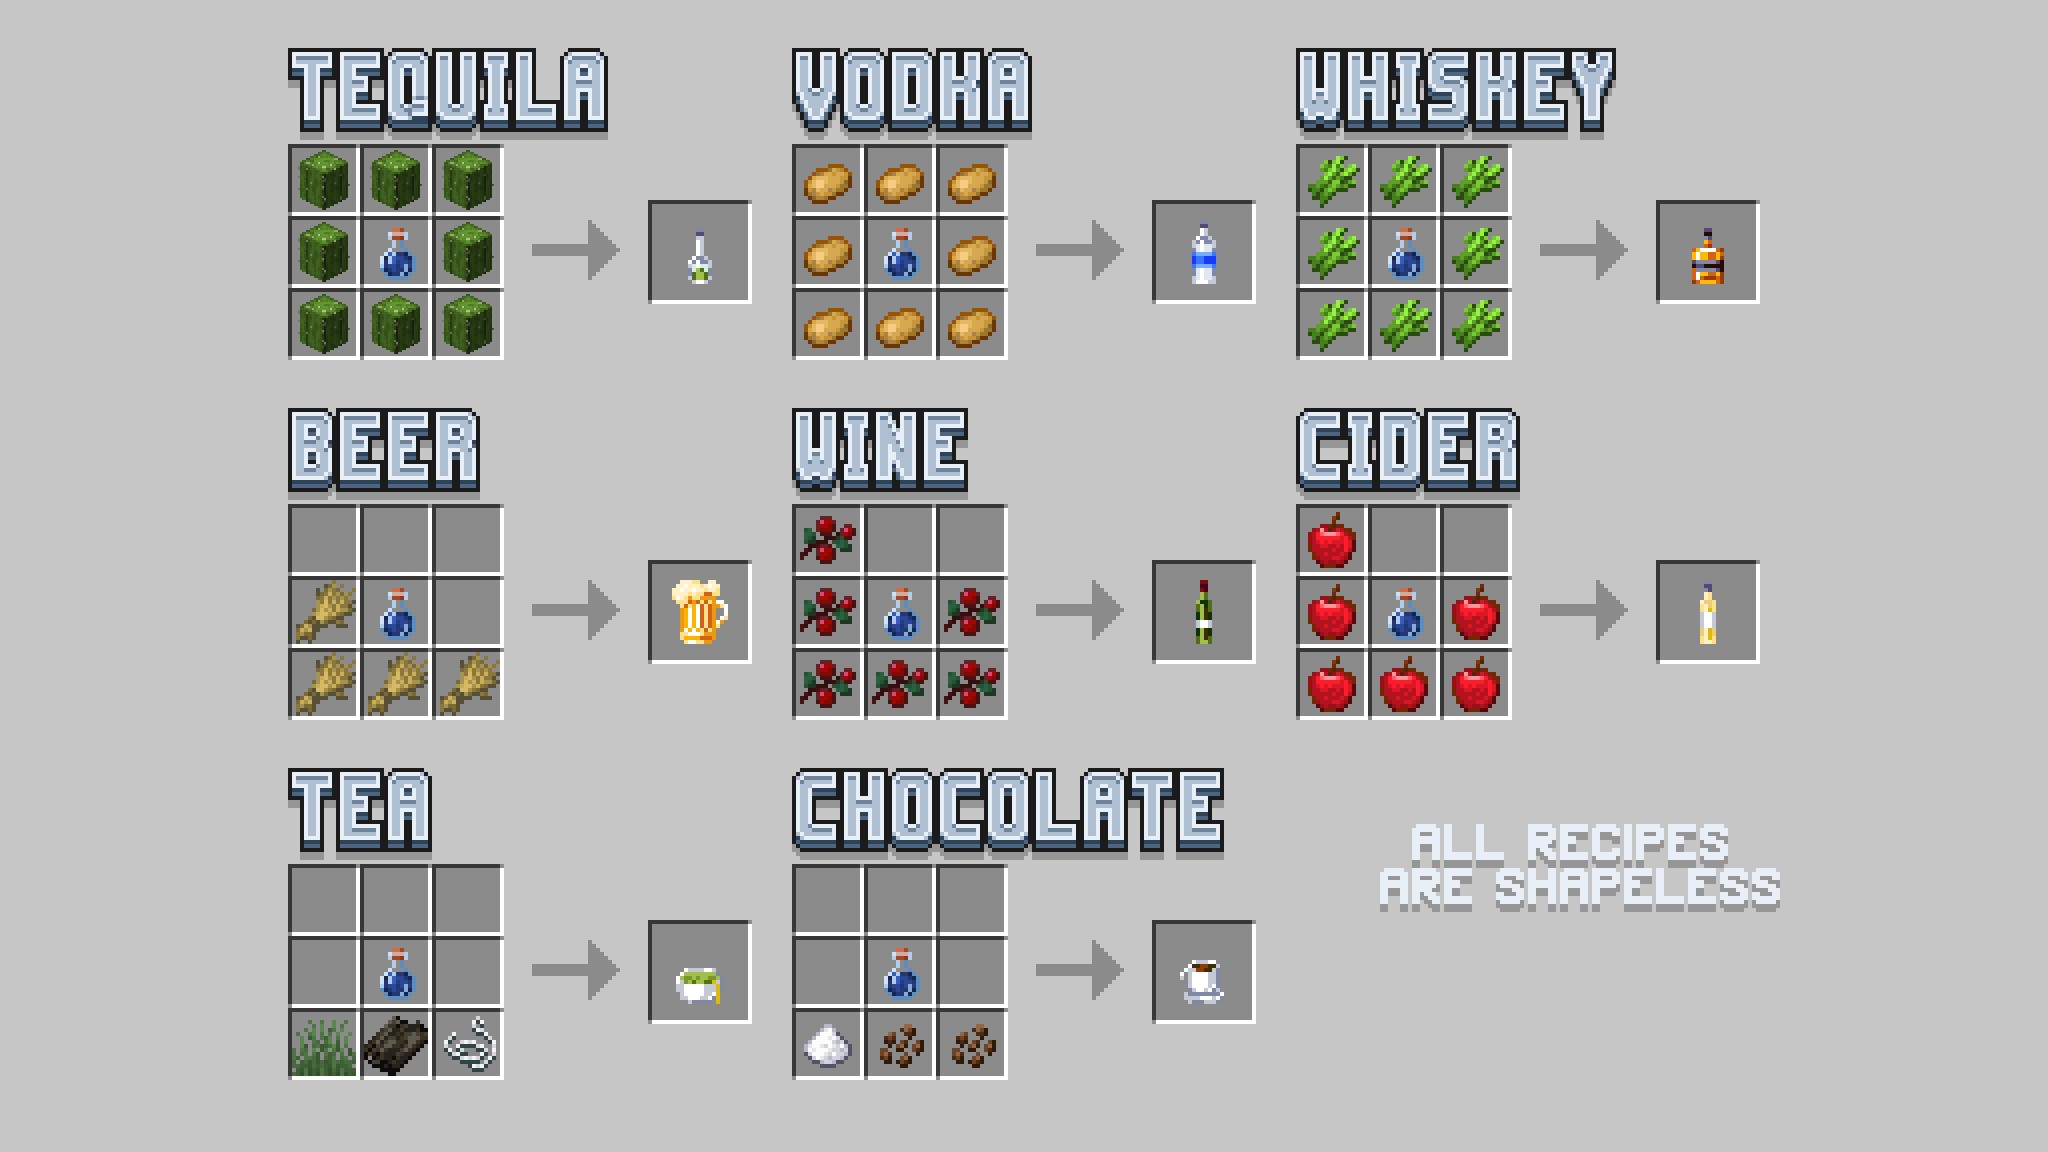 TEQUILA
VODKA
WHISKEY
BEER
WINE
CIDER
TEA
CHOCOLATE
ALL RECIPES
ARE SHAPELESS